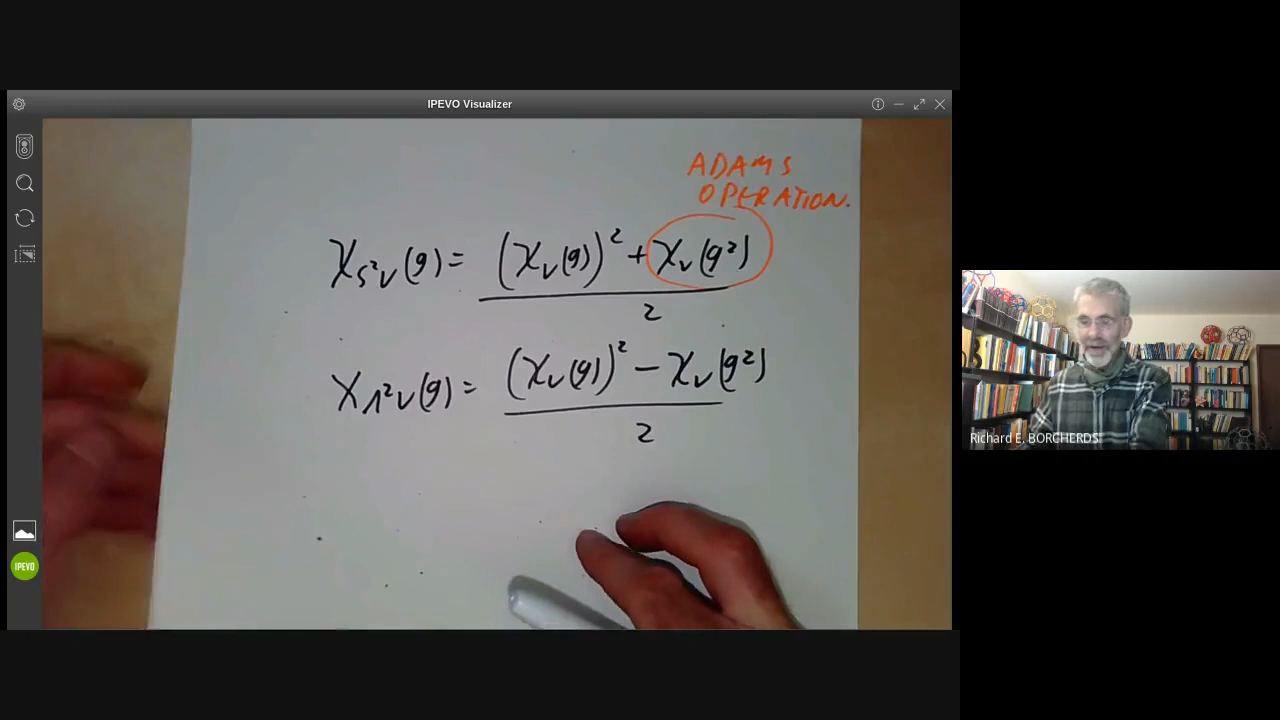 IPEVO Visualizer
ADAMS
OPERATION.
χ_{S²V}(g) = ((χ_V(g))² + χ_V(g²)) / 2
χ_{Λ²V}(g) = ((χ_V(g))² − χ_V(g²)) / 2
Richard E. BORCHERDS
IPEVO